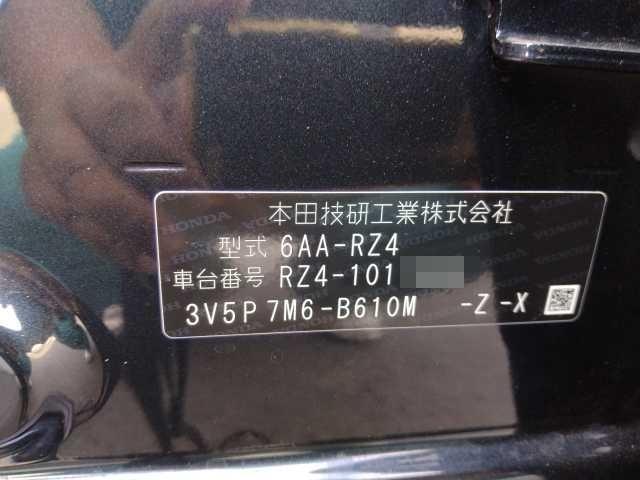 本田技研工業株式会社
型式 6AA-RZ4
車台番号 RZ4-101
3V5P 7M6-B610M -Z -X